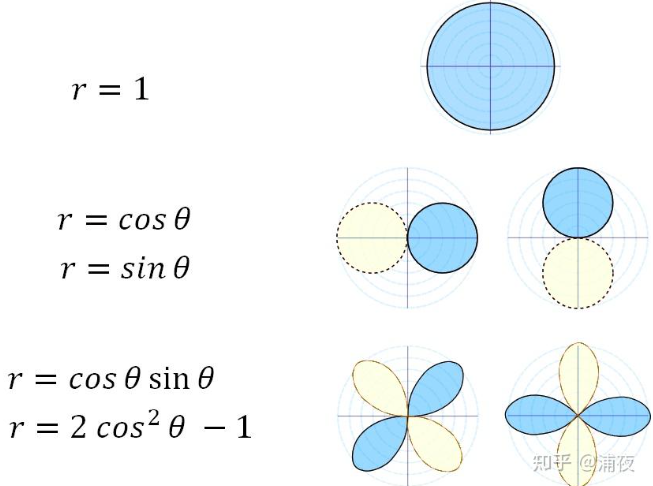 r = 1
r = cos θ
r = sin θ
r = cos θ sin θ
r = 2 cos² θ − 1
知乎 @浦夜